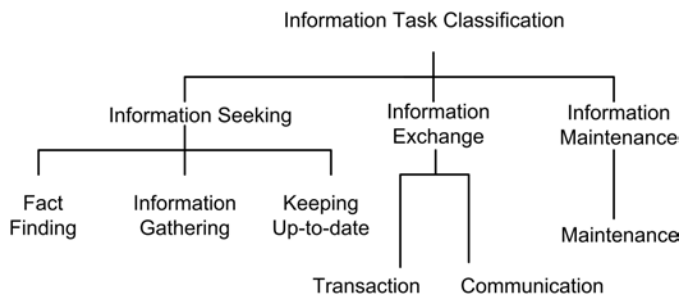 Information Task Classification
Information Seeking
Information
Exchange
Information
Maintenance
Fact
Finding
Information
Gathering
Keeping
Up-to-date
Maintenance
Transaction
Communication